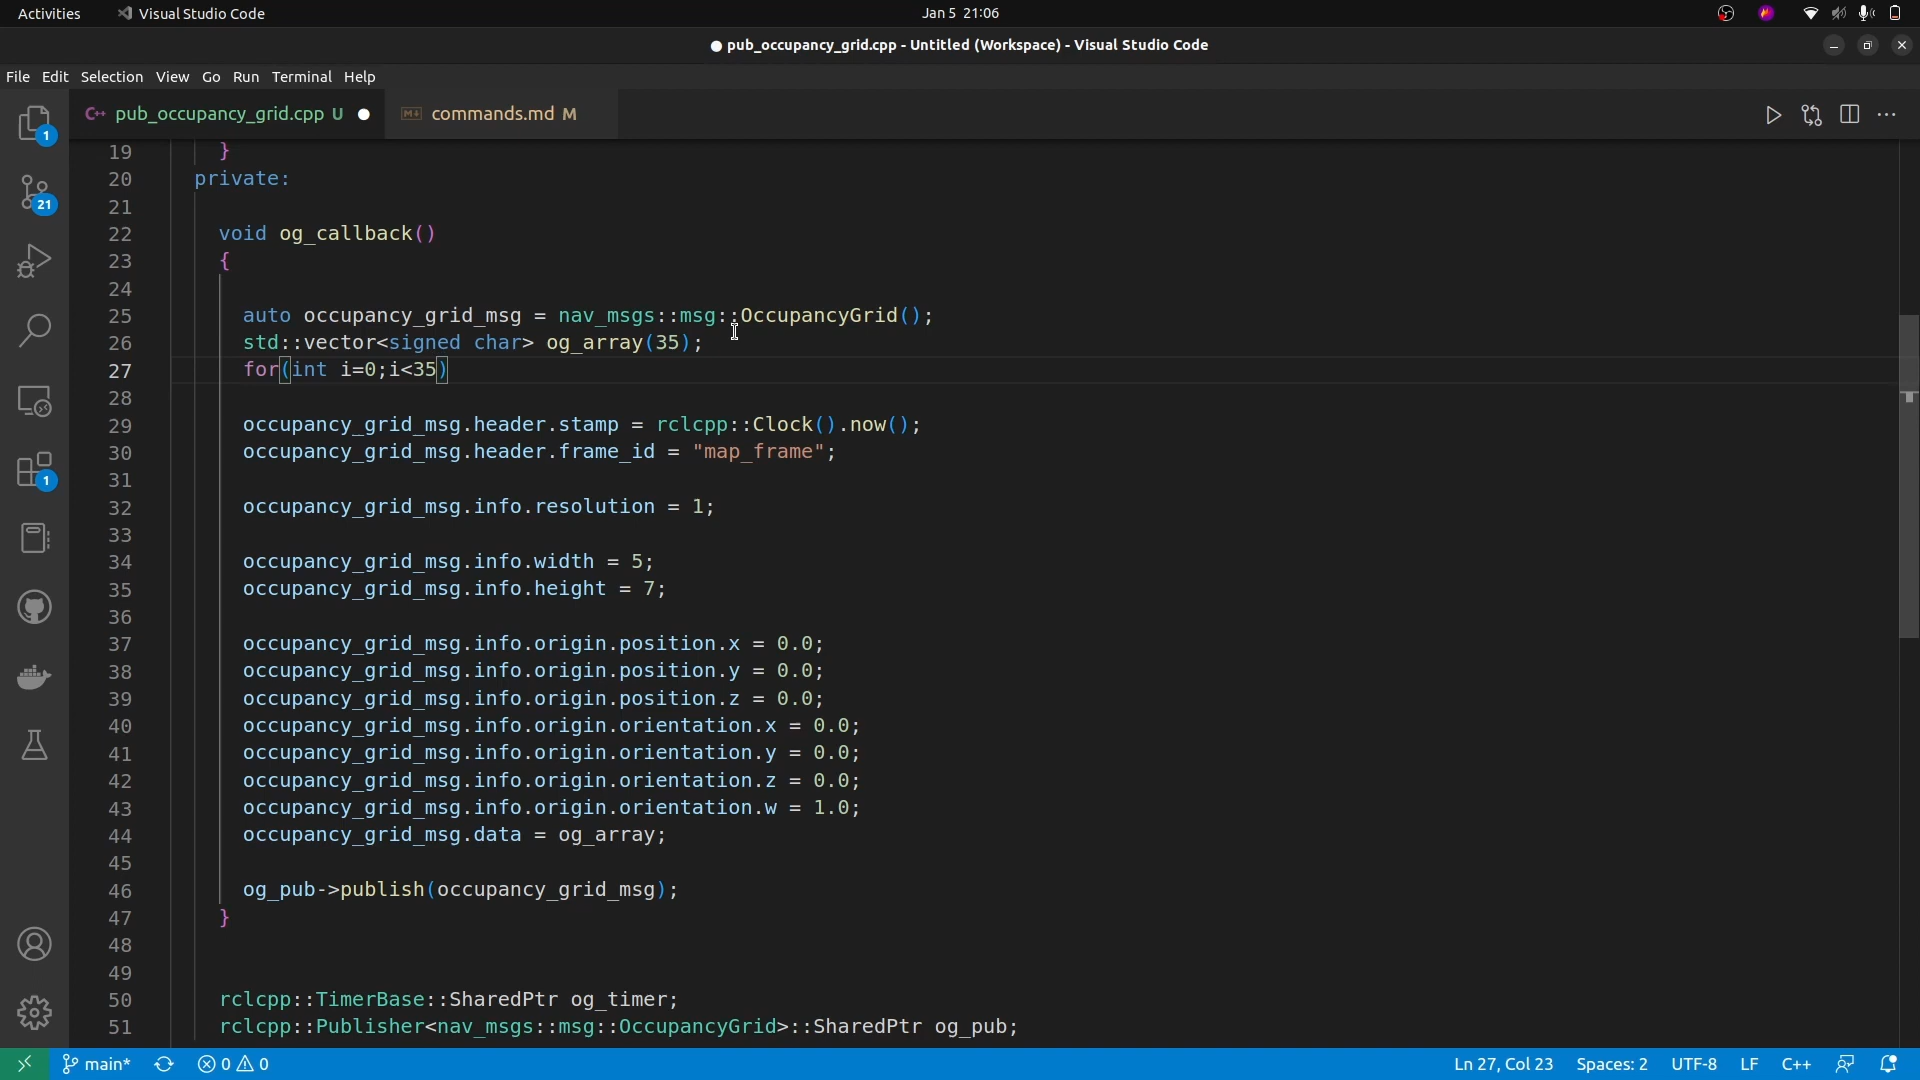 Activities Visual Studio Code Jan 5 21:06
● pub_occupancy_grid.cpp - Untitled (Workspace) - Visual Studio Code
File Edit Selection View Go Run Terminal Help
C++ pub_occupancy_grid.cpp U ● commands.md M
1
21
1
19 }
20 private:
21
22 void og_callback()
23 {
24
25 auto occupancy_grid_msg = nav_msgs::msg::OccupancyGrid();
26 std::vector<signed char> og_array(35);
27 for(int i=0;i<35)
28
29 occupancy_grid_msg.header.stamp = rclcpp::Clock().now();
30 occupancy_grid_msg.header.frame_id = "map_frame";
31
32 occupancy_grid_msg.info.resolution = 1;
33
34 occupancy_grid_msg.info.width = 5;
35 occupancy_grid_msg.info.height = 7;
36
37 occupancy_grid_msg.info.origin.position.x = 0.0;
38 occupancy_grid_msg.info.origin.position.y = 0.0;
39 occupancy_grid_msg.info.origin.position.z = 0.0;
40 occupancy_grid_msg.info.origin.orientation.x = 0.0;
41 occupancy_grid_msg.info.origin.orientation.y = 0.0;
42 occupancy_grid_msg.info.origin.orientation.z = 0.0;
43 occupancy_grid_msg.info.origin.orientation.w = 1.0;
44 occupancy_grid_msg.data = og_array;
45
46 og_pub->publish(occupancy_grid_msg);
47 }
48
49
50 rclcpp::TimerBase::SharedPtr og_timer;
51 rclcpp::Publisher<nav_msgs::msg::OccupancyGrid>::SharedPtr og_pub;
main* 0 0 Ln 27, Col 23 Spaces: 2 UTF-8 LF C++